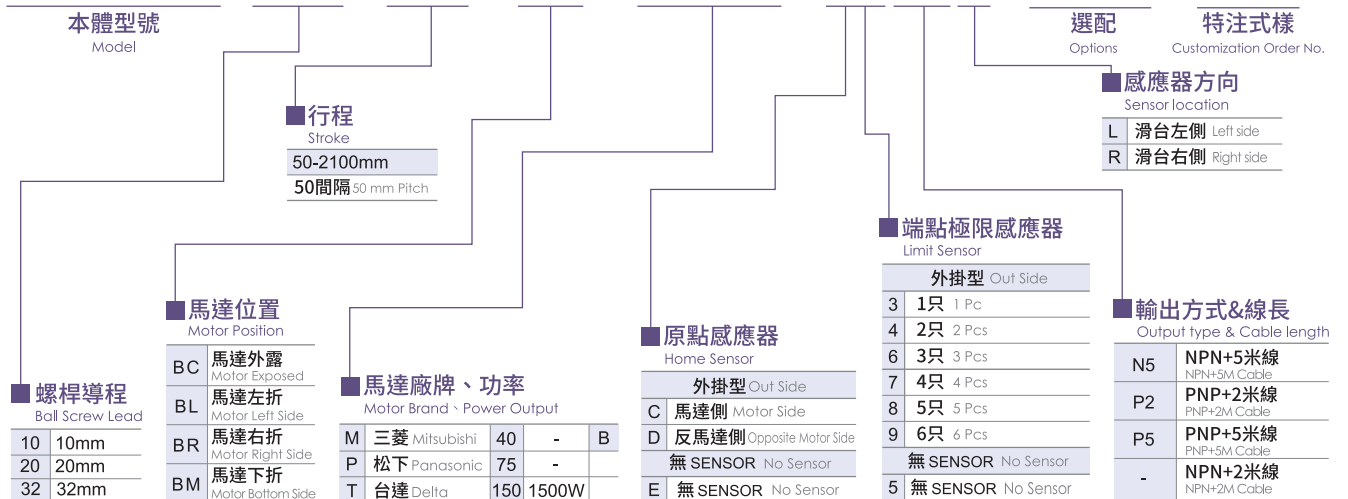 本體型號
Model
選配
Options
特注式樣
Customization Order No.
感應器方向
Sensor location
L 滑台左側 Left side
R 滑台右側 Right side
行程
Stroke
50-2100mm
50間隔 50 mm Pitch
端點極限感應器
Limit Sensor
外掛型 Out Side
3 1只 1 Pc
4 2只 2 Pcs
6 3只 3 Pcs
7 4只 4 Pcs
8 5只 5 Pcs
9 6只 6 Pcs
無 SENSOR No Sensor
5 無 SENSOR No Sensor
輸出方式&線長
Output type & Cable length
N5 NPN+5米線
NPN+5M Cable
P2 PNP+2米線
PNP+2M Cable
P5 PNP+5米線
PNP+5M Cable
- NPN+2米線
NPN+2M Cable
馬達位置
Motor Position
BC 馬達外露
Motor Exposed
BL 馬達左折
Motor Left Side
BR 馬達右折
Motor Right Side
BM 馬達下折
Motor Bottom Side
原點感應器
Home Sensor
外掛型 Out Side
C 馬達側 Motor Side
D 反馬達側 Opposite Motor Side
無 SENSOR No Sensor
E 無 SENSOR No Sensor
螺桿導程
Ball Screw Lead
10 10mm
20 20mm
32 32mm
馬達廠牌、功率
Motor Brand、Power Output
M 三菱 Mitsubishi 40 - B
P 松下 Panasonic 75 -
T 台達 Delta 150 1500W